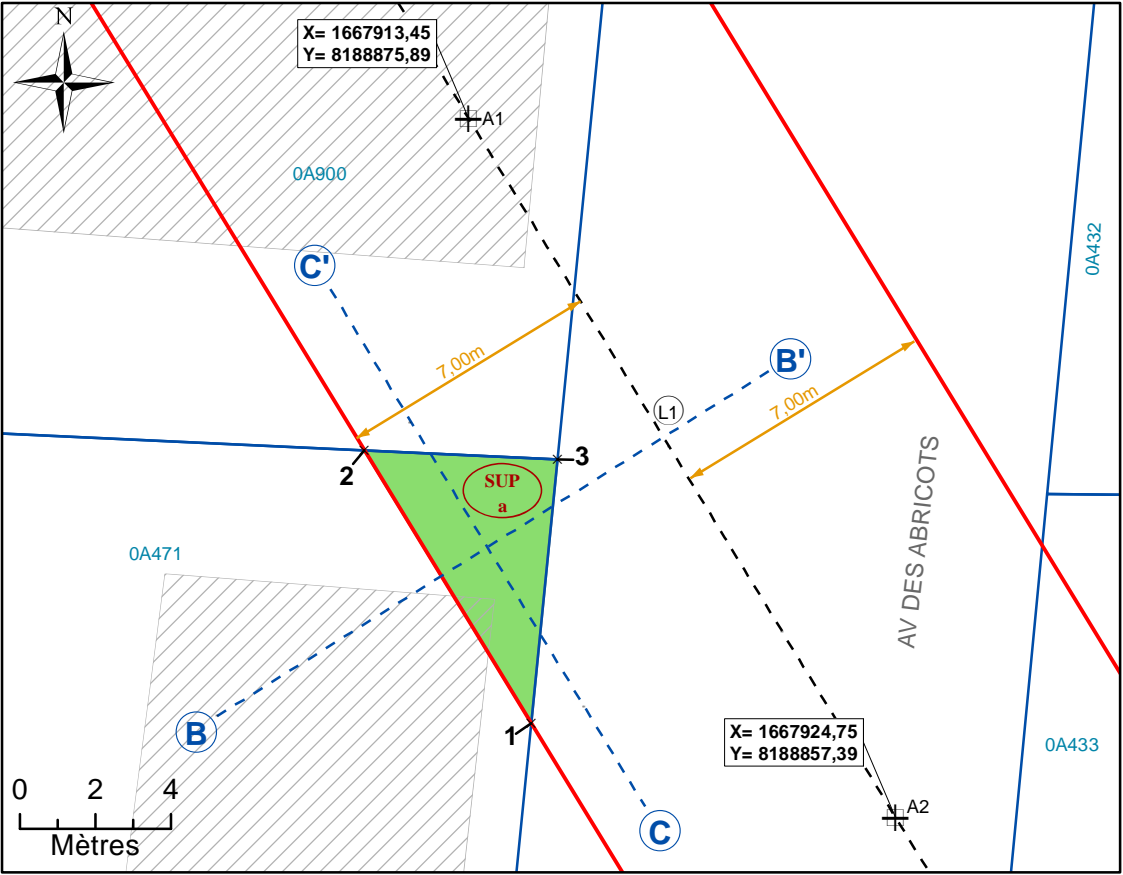 N
X= 1667913,45
Y= 8188875,89
A1
0A900
0A432
C'
7,00m
B'
7,00m
L1
2
3
SUP
a
AV DES ABRICOTS
0A471
1
B
X= 1667924,75
Y= 8188857,39
0A433
0 2 4
Mètres
A2
C